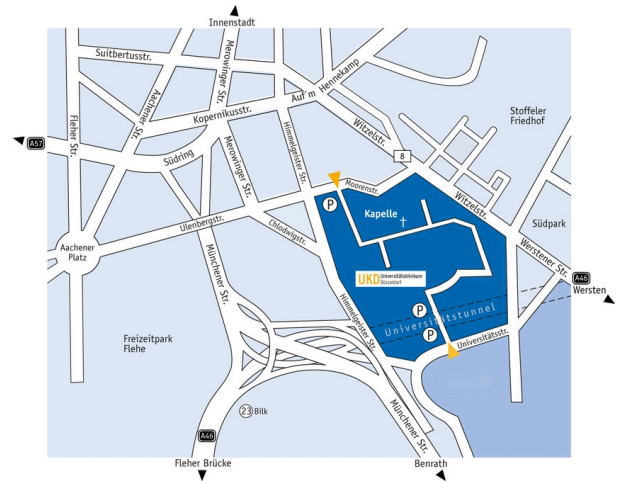 Innenstadt
Suitbertusstr.
Merowinger Str.
Auf'm Hennekamp
Aachener Str.
Kopernikusstr.
Stoffeler
Friedhof
Fleher Str.
Witzelstr.
A57
Himmelgeister Str.
Südring
Merowinger Str.
8
Moorenstr.
Witzelstr.
P
Kapelle
Ulenbergstr.
Chlodwigstr.
Südpark
Aachener
Platz
Münchener Str.
Werstener Str.
UKD Universitätsklinikum
Düsseldorf
A46
Wersten
Himmelgeister Str.
P
Universitätstunnel
P
Universitätsstr.
Freizeitpark
Flehe
23 Bilk
Münchener Str.
A46
Fleher Brücke
Benrath